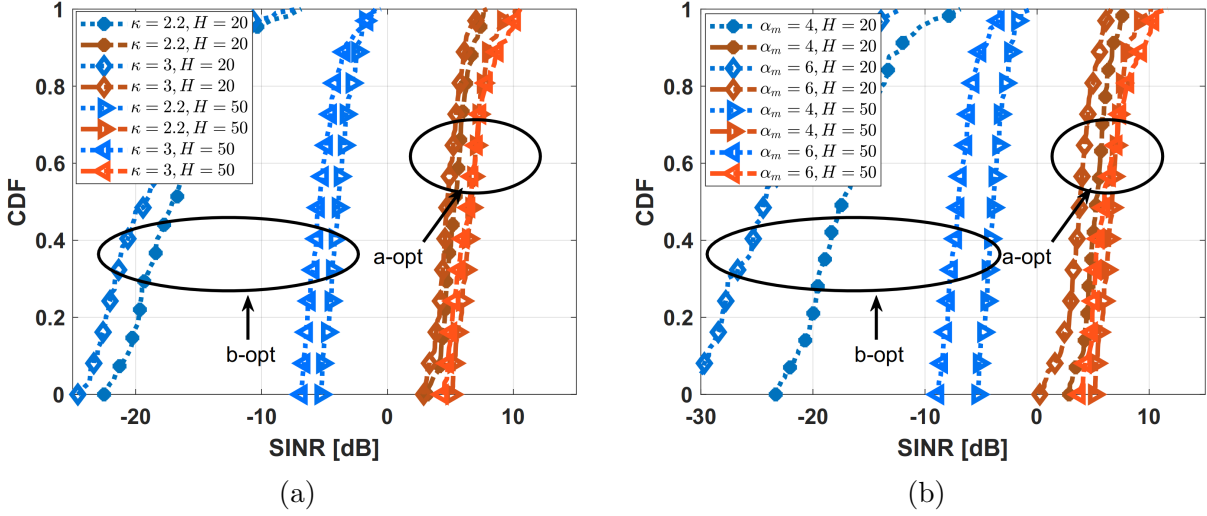 κ = 2.2, H = 20
κ = 2.2, H = 20
κ = 3, H = 20
κ = 3, H = 20
κ = 2.2, H = 50
κ = 2.2, H = 50
κ = 3, H = 50
κ = 3, H = 50
1
0.8
0.6
0.4
0.2
0
CDF
a-opt
b-opt
-20
-10
0
10
SINR [dB]
(a)
α_m = 4, H = 20
α_m = 4, H = 20
α_m = 6, H = 20
α_m = 6, H = 20
α_m = 4, H = 50
α_m = 4, H = 50
α_m = 6, H = 50
α_m = 6, H = 50
1
0.8
0.6
0.4
0.2
0
CDF
a-opt
b-opt
-30
-20
-10
0
10
SINR [dB]
(b)